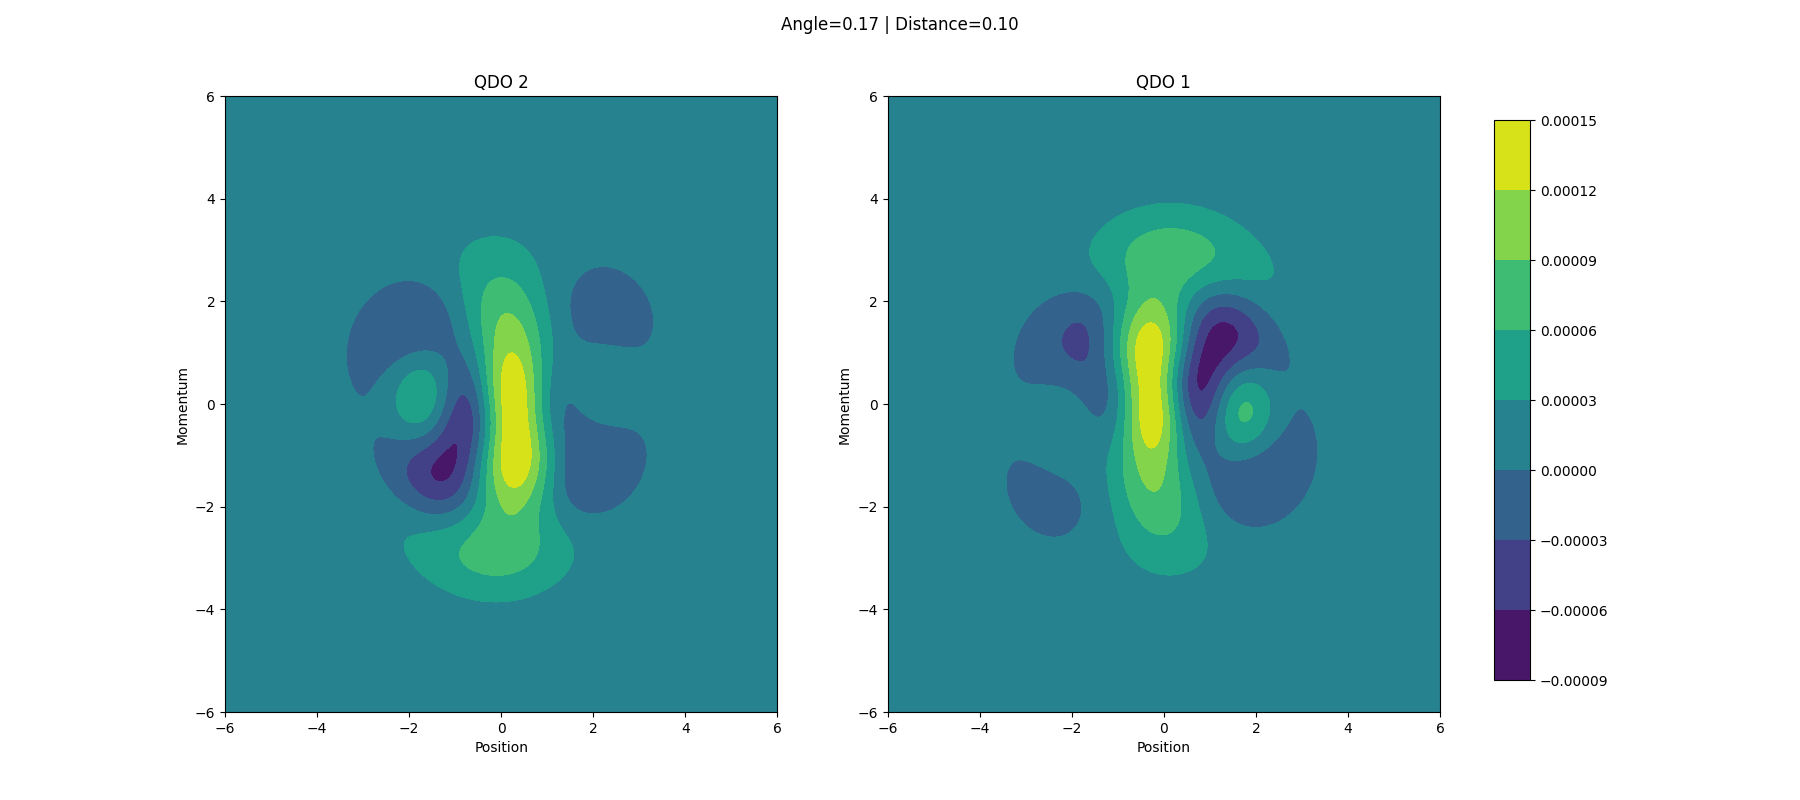 Angle=0.17 | Distance=0.10
QDO 2
6
4
2
0
−2
−4
−6
Momentum
−6 −4 −2 0 2 4 6
Position
QDO 1
6
4
2
0
−2
−4
−6
Momentum
−6 −4 −2 0 2 4 6
Position
0.00015
0.00012
0.00009
0.00006
0.00003
0.00000
−0.00003
−0.00006
−0.00009